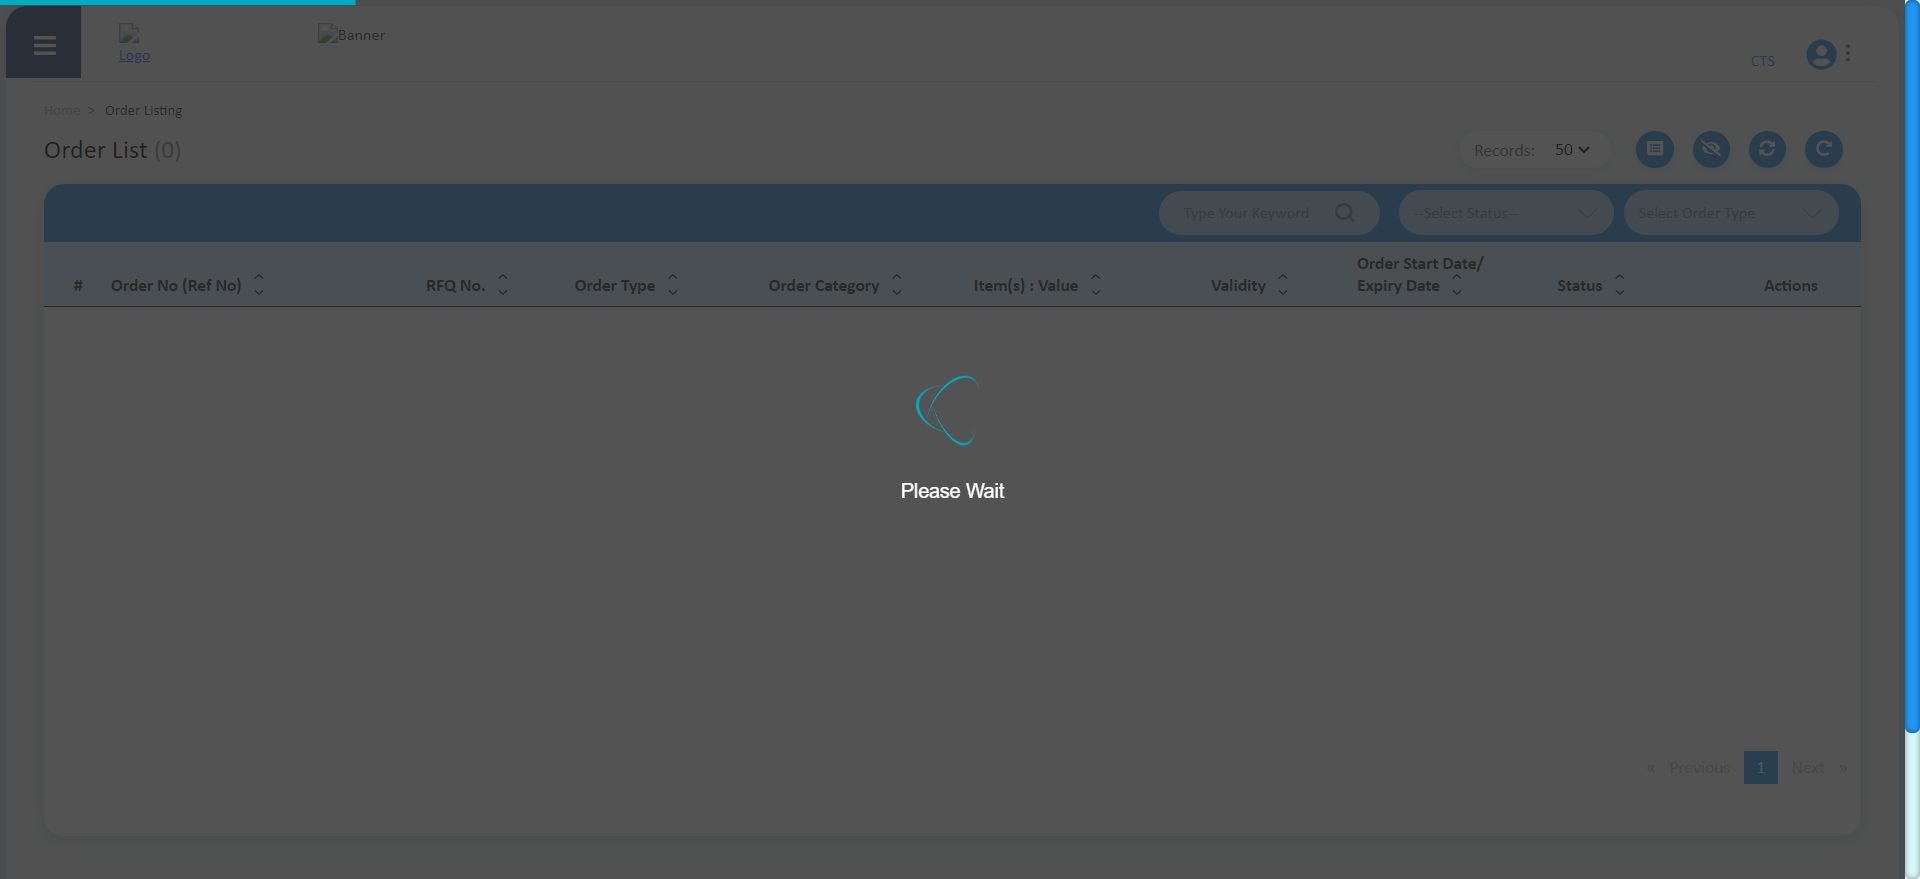 Logo
Banner
CTS
Home > Order Listing
Order List (0)
Records: 50
Type Your Keyword
--Select Status--
Select Order Type
# Order No (Ref No) RFQ No. Order Type Order Category Item(s) : Value Validity Order Start Date/ Expiry Date Status Actions
Please Wait
« Previous 1 Next »